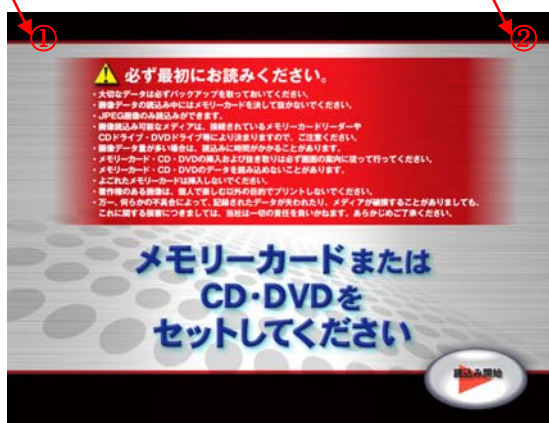 ① ②
必ず最初にお読みください。
・大切なデータは必ずバックアップを取っておいてください。
・画像データの読込み中にはメモリーカードを決して抜かないでください。
・JPEG画像のみ読込みができます。
・画像読込み可能なメディアは、接続されているメモリーカードリーダーや
CDドライブ・DVDドライブ等により決まりますので、ご注意ください。
・画像データ量が多い場合は、読込みに時間がかかることがあります。
・メモリーカード・CD・DVDの挿入および抜き取りは必ず画面の案内に従って行ってください。
・メモリーカード・CD・DVDのデータを読み込めないことがあります。
・よごれたメモリーカードは挿入しないでください。
・著作権のある画像は、個人で楽しむ以外の目的でプリントしないでください。
・万一、何らかの不具合によって、記録されたデータが失われたり、メディアが破損することがありましても、
これに関する損害につきましては、当社は一切の責任を負いかねます。あらかじめご了承ください。
メモリーカードまたは
CD・DVDを
セットしてください
読込み開始